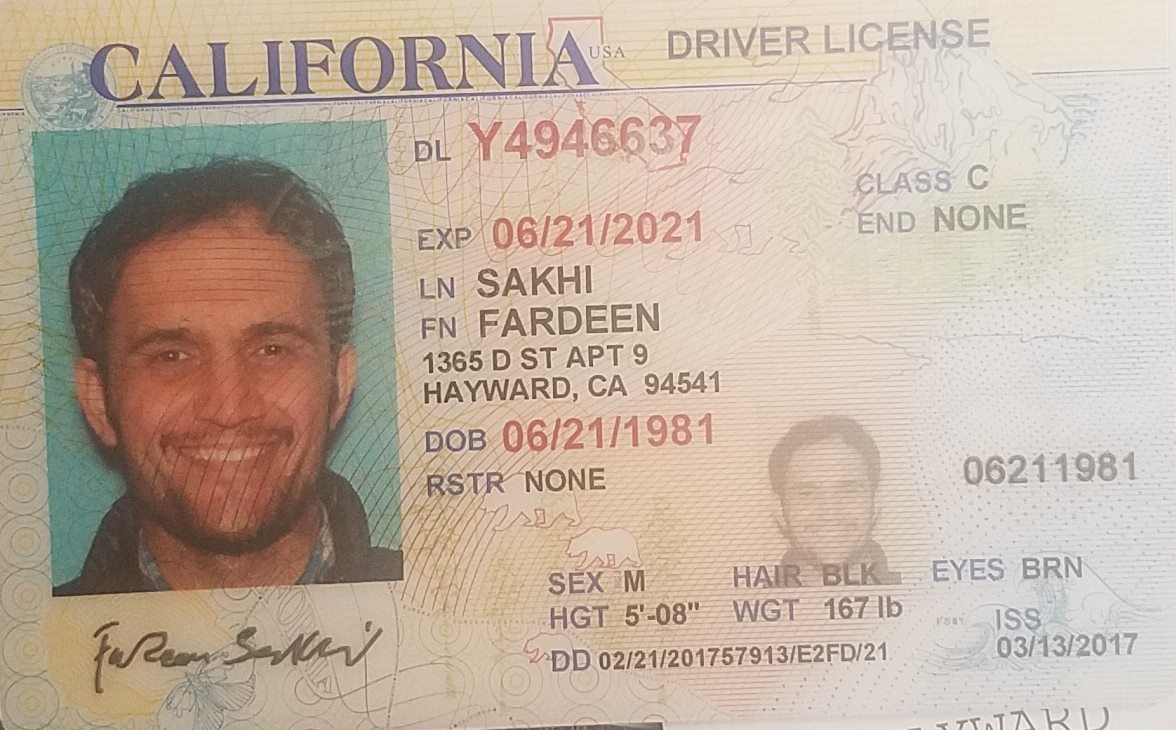 CALIFORNIA USA DRIVER LICENSE
DL Y4946637
CLASS C
EXP 06/21/2021
END NONE
LN SAKHI
FN FARDEEN
1365 D ST APT 9
HAYWARD, CA 94541
DOB 06/21/1981
RSTR NONE
06211981
SEX M HAIR BLK EYES BRN
HGT 5'-08" WGT 167 lb ISS
03/13/2017
DD 02/21/201757913/E2FD/21
Fardeen Sakhi